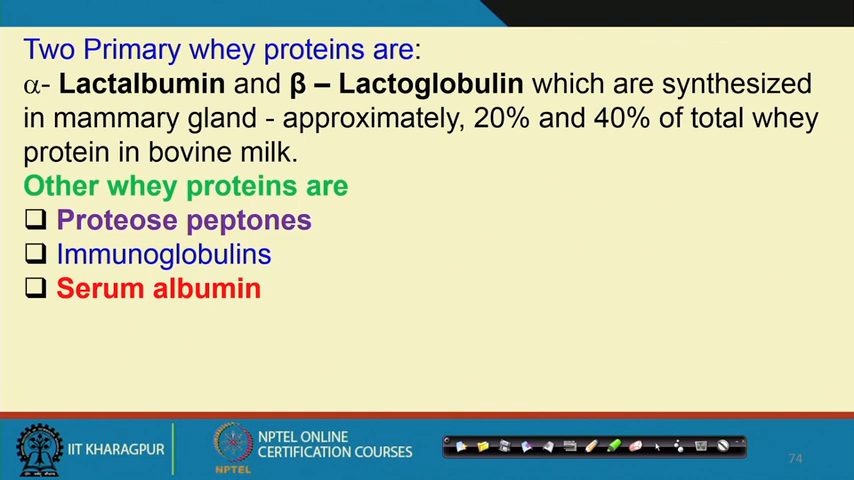 Two Primary whey proteins are:
α- Lactalbumin and β – Lactoglobulin which are synthesized
in mammary gland - approximately, 20% and 40% of total whey
protein in bovine milk.
Other whey proteins are
❑ Proteose peptones
❑ Immunoglobulins
❑ Serum albumin
IIT KHARAGPUR
NPTEL
NPTEL ONLINE
CERTIFICATION COURSES
74